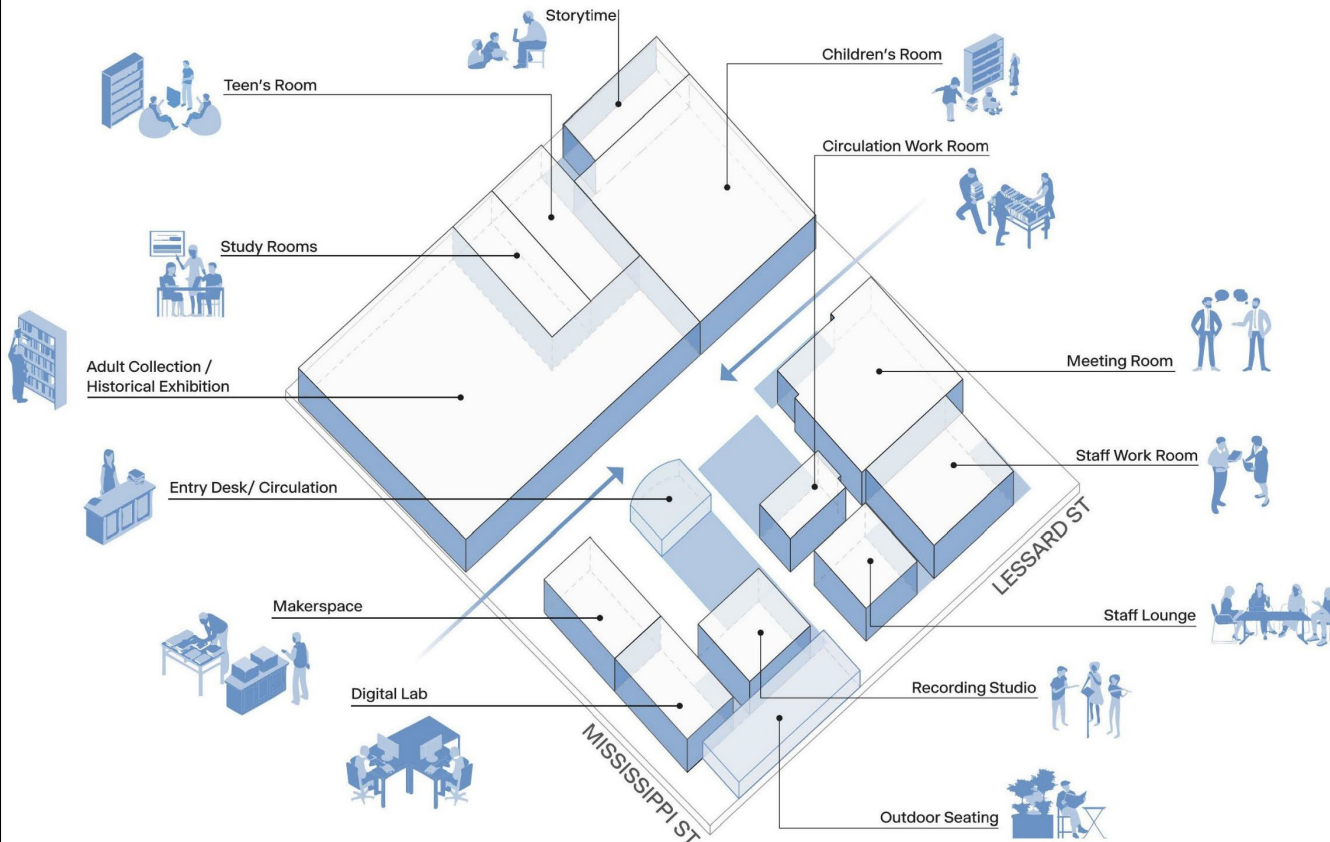 Storytime
Children's Room
Teen's Room
Circulation Work Room
Study Rooms
Adult Collection /
Historical Exhibition
Meeting Room
Staff Work Room
Entry Desk/ Circulation
LESSARD ST
Makerspace
Staff Lounge
Digital Lab
Recording Studio
MISSISSIPPI ST
Outdoor Seating